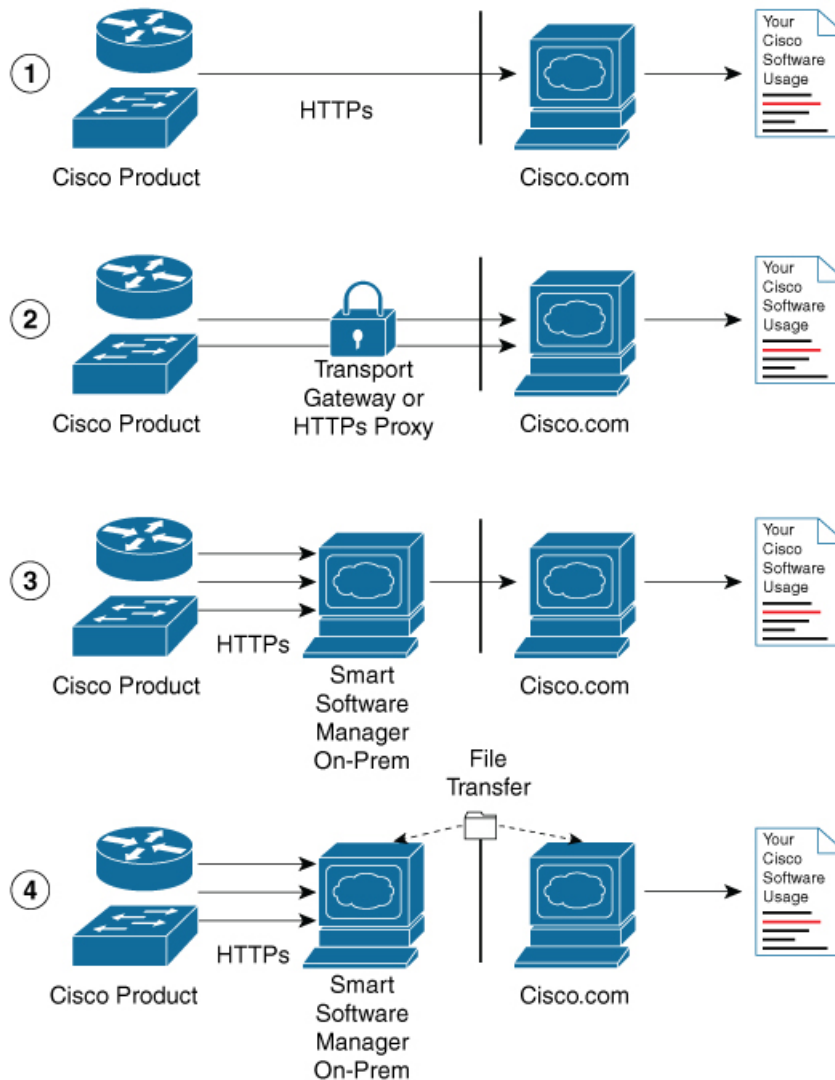 1
HTTPs
Cisco Product
Cisco.com
Your
Cisco
Software
Usage
2
Transport
Gateway or
HTTPs Proxy
Cisco Product
Cisco.com
Your
Cisco
Software
Usage
3
HTTPs
Cisco Product
Smart
Software
Manager
On-Prem
Cisco.com
Your
Cisco
Software
Usage
File
Transfer
4
HTTPs
Cisco Product
Smart
Software
Manager
On-Prem
Cisco.com
Your
Cisco
Software
Usage